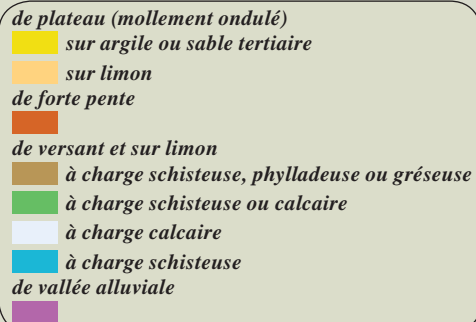 de plateau (mollement ondulé)
sur argile ou sable tertiaire
sur limon
de forte pente
de versant et sur limon
à charge schisteuse, phylladeuse ou gréseuse
à charge schisteuse ou calcaire
à charge calcaire
à charge schisteuse
de vallée alluviale